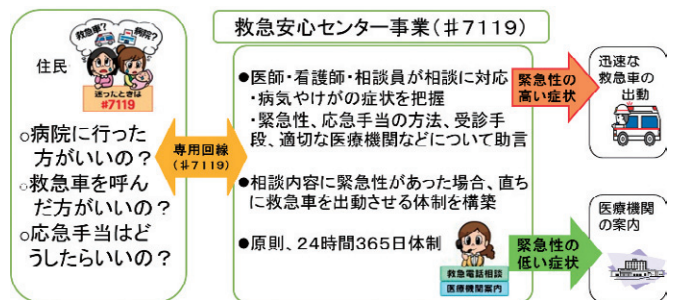 救急安心センター事業(♯7119)
住民
救急車?
病院?
迷ったときは
#7119
○病院に行った
方がいいの?
○救急車を呼ん
だ方がいいの?
○応急手当はど
うしたらいいの?
専用回線
(♯7119)
●医師・看護師・相談員が相談に対応
・病気やけがの症状を把握
・緊急性、応急手当の方法、受診手
段、適切な医療機関などについて助言
●相談内容に緊急性があった場合、直ち
に救急車を出動させる体制を構築
●原則、24時間365日体制
救急電話相談
医療機関案内
緊急性の
高い症状
迅速な
救急車の
出動
緊急性の
低い症状
医療機関
の案内